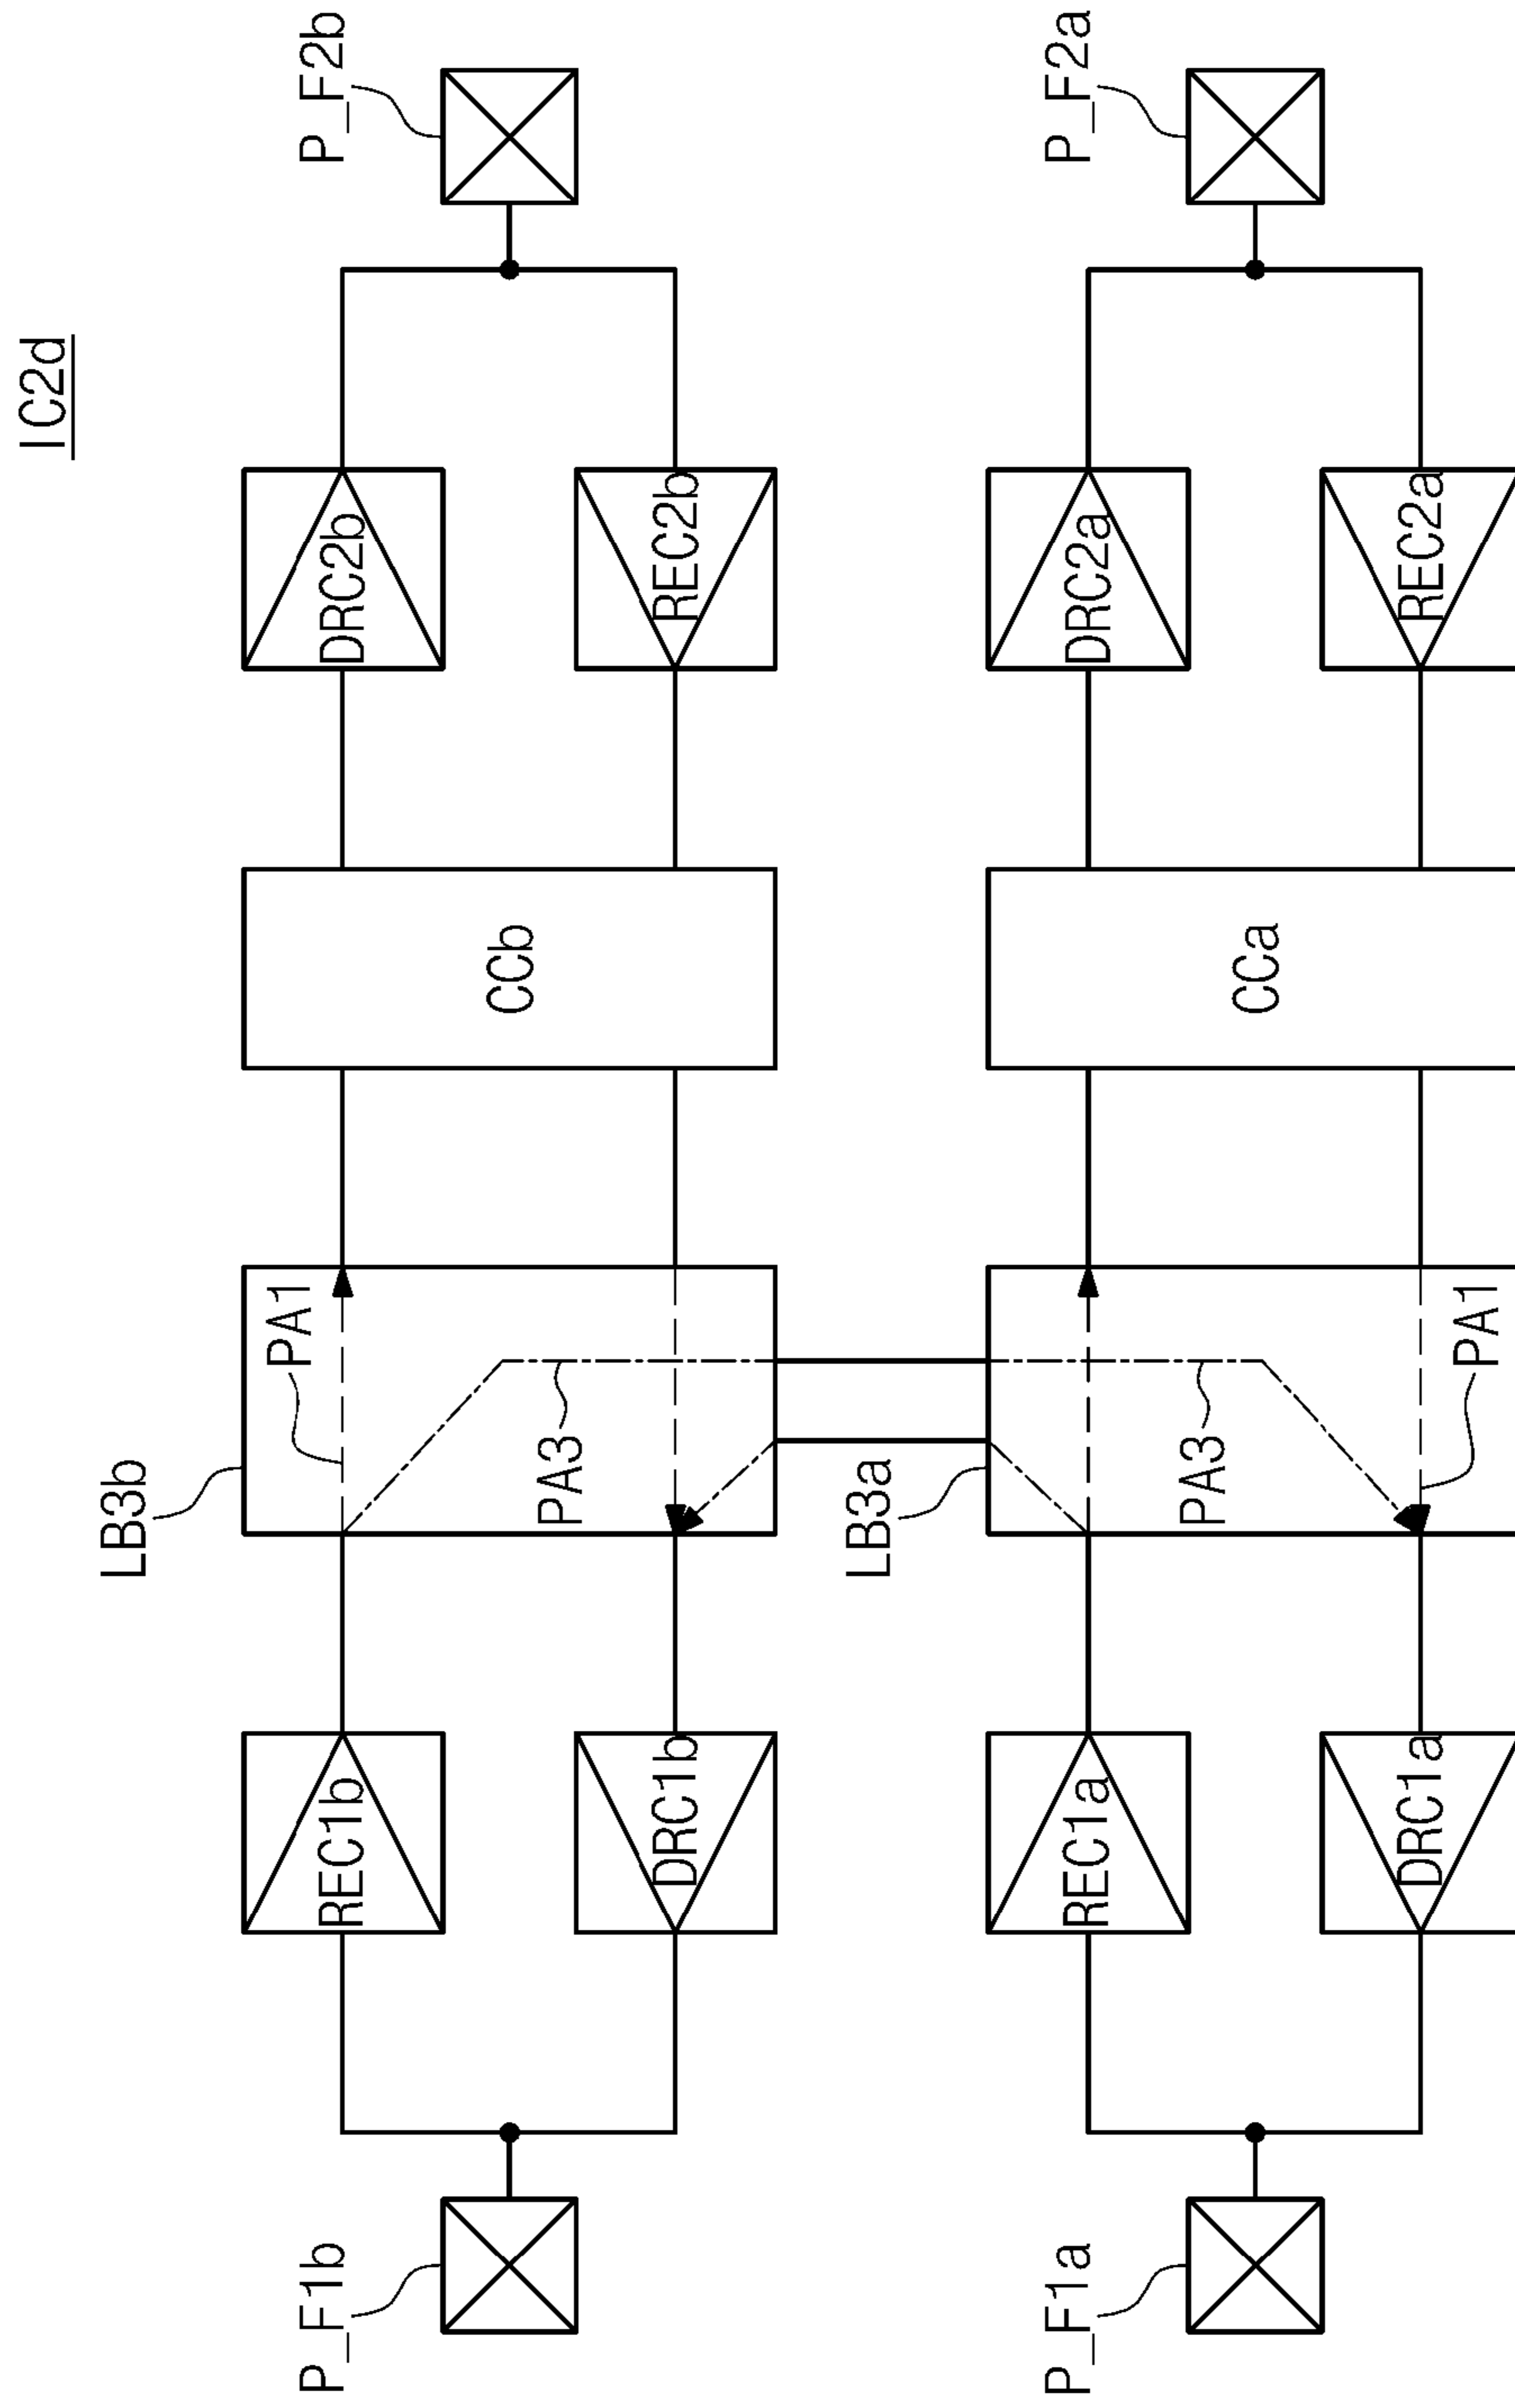 IC2d
P_F1b
REC1b
DRC1b
LB3b
PA1
PA3
CCb
DRC2b
REC2b
P_F2b
P_F1a
REC1a
DRC1a
LB3a
PA3
PA1
CCa
DRC2a
REC2a
P_F2a